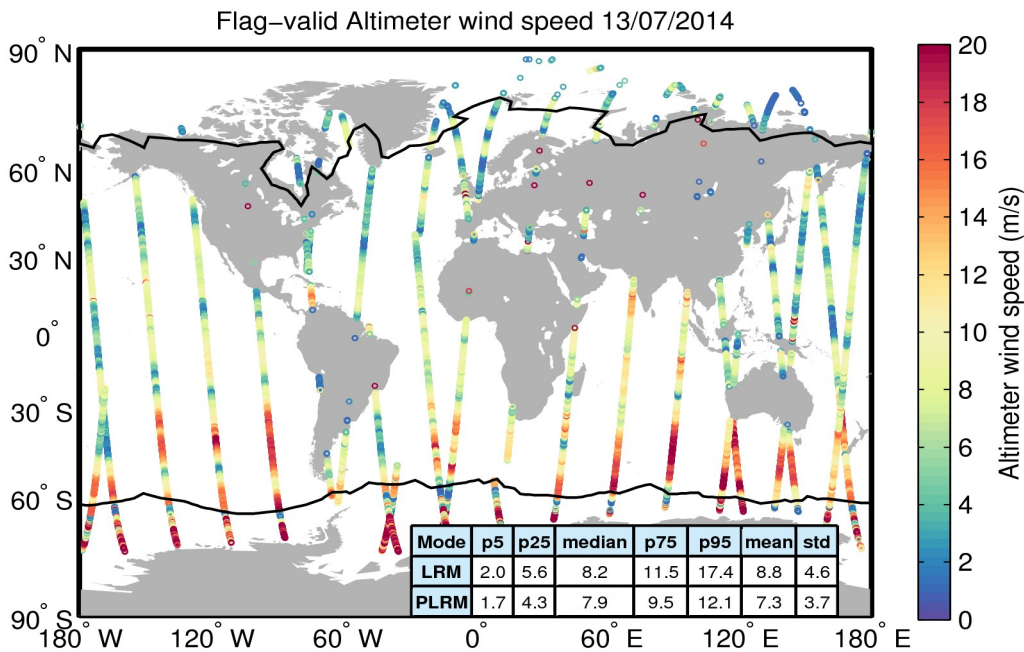 Flag−valid Altimeter wind speed 13/07/2014
90° N
60° N
30° N
0°
30° S
60° S
90° S
180° W
120° W
60° W
0°
60° E
120° E
180° E
Mode p5 p25 median p75 p95 mean std
LRM 2.0 5.6 8.2 11.5 17.4 8.8 4.6
PLRM 1.7 4.3 7.9 9.5 12.1 7.3 3.7
20
18
16
14
12
10
8
6
4
2
0
Altimeter wind speed (m/s)